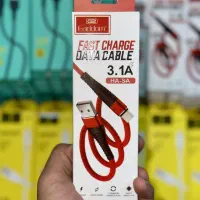 Earldom
FAST CHARGE
DATA CABLE
3.1A